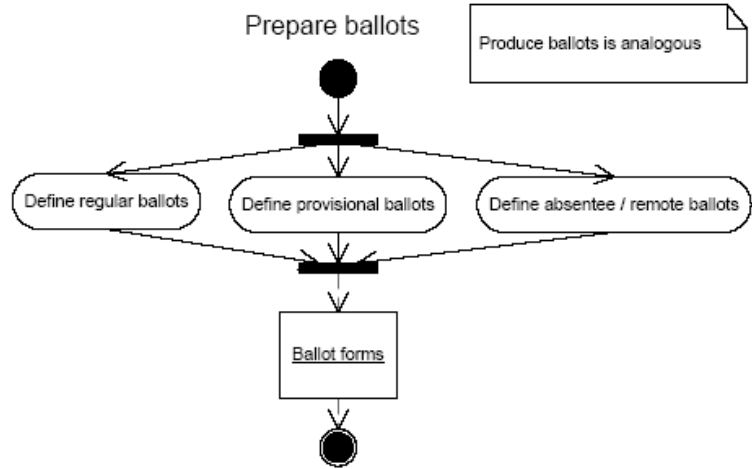 Prepare ballots
Produce ballots is analogous
Define regular ballots
Define provisional ballots
Define absentee / remote ballots
Ballot forms